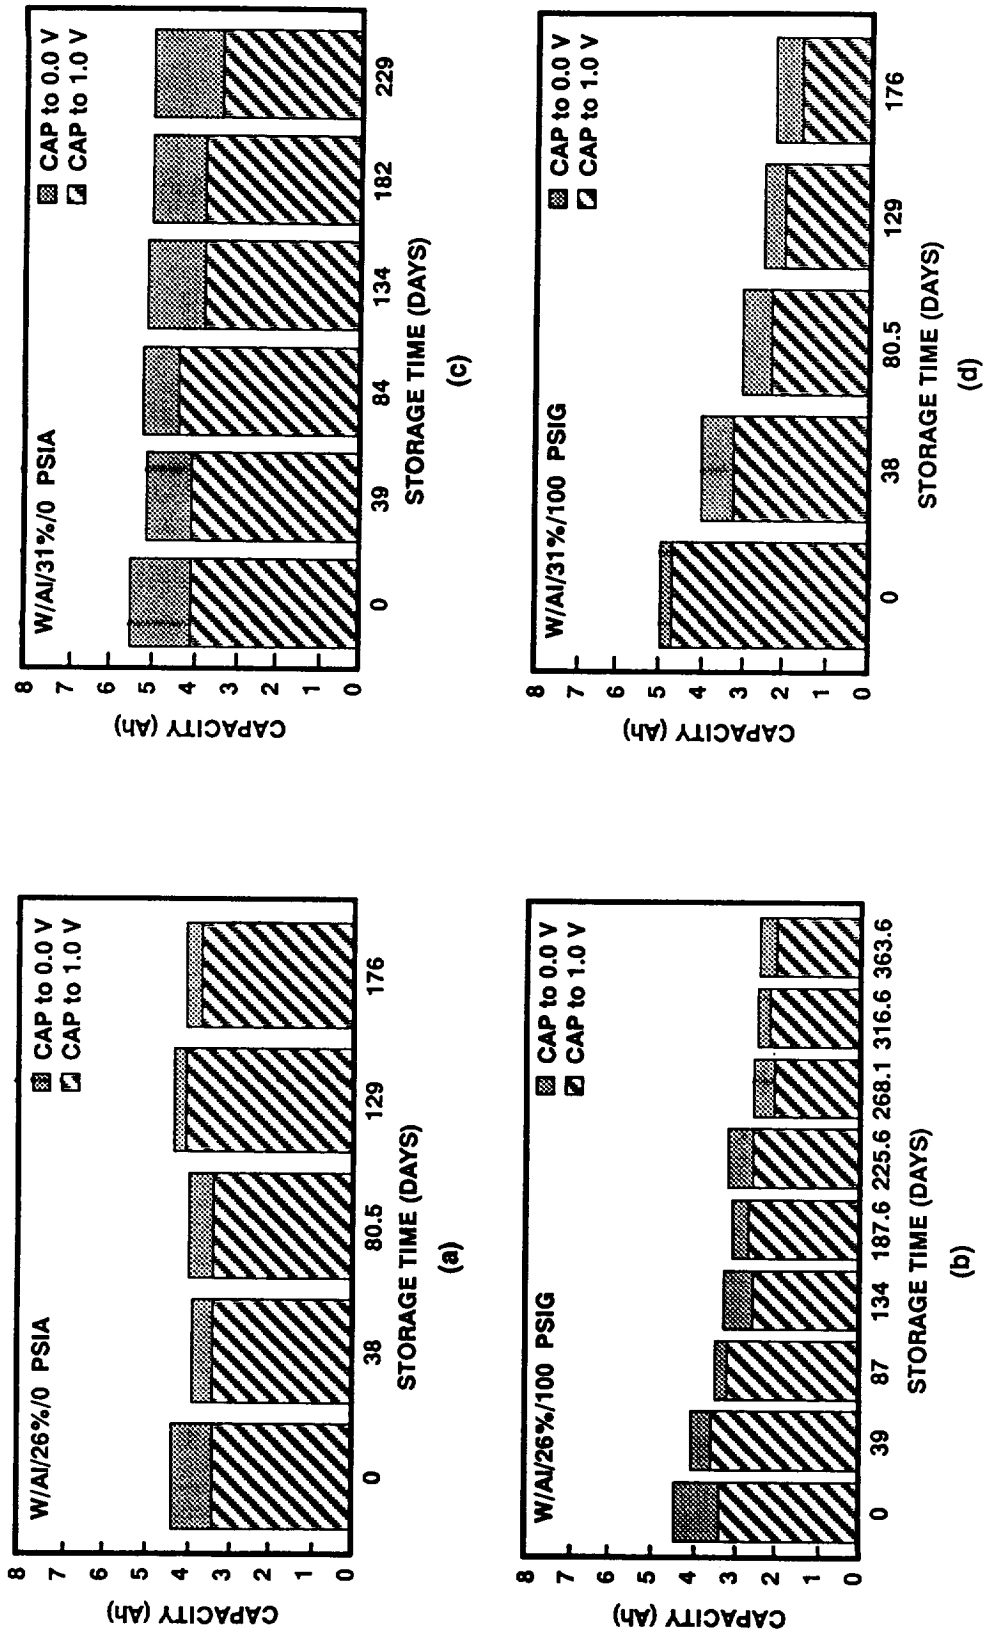 W/Al/26%/0 PSIA
CAP to 0.0 V
CAP to 1.0 V
CAPACITY (Ah)
8
7
6
5
4
3
2
1
0
0 38 80.5 129 176
STORAGE TIME (DAYS)
(a)
W/Al/31%/0 PSIA
CAP to 0.0 V
CAP to 1.0 V
CAPACITY (Ah)
8
7
6
5
4
3
2
1
0
0 39 84 134 182 229
STORAGE TIME (DAYS)
(c)
W/Al/26%/100 PSIG
CAP to 0.0 V
CAP to 1.0 V
CAPACITY (Ah)
8
7
6
5
4
3
2
1
0
0 39 87 134 187.6 225.6 268.1 316.6 363.6
STORAGE TIME (DAYS)
(b)
W/Al/31%/100 PSIG
CAP to 0.0 V
CAP to 1.0 V
CAPACITY (Ah)
8
7
6
5
4
3
2
1
0
0 38 80.5 129 176
STORAGE TIME (DAYS)
(d)